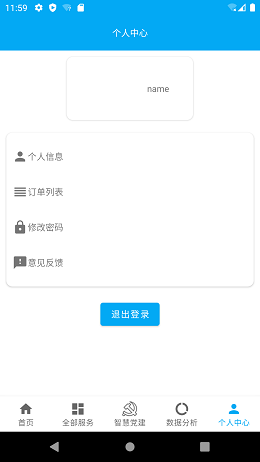 11:59
个人中心
name
个人信息
订单列表
修改密码
意见反馈
退出登录
首页 全部服务 智慧党建 数据分析 个人中心